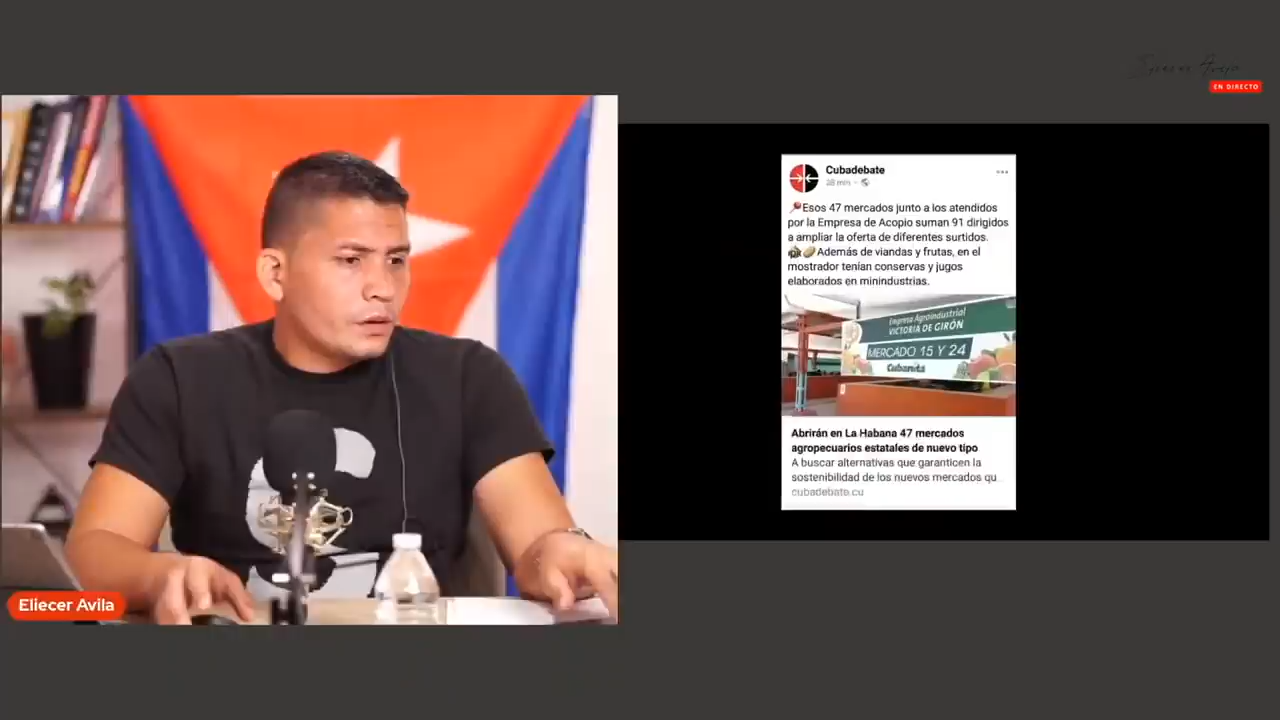 EN DIRECTO
Cubadebate
28 min
Esos 47 mercados junto a los atendidos
por la Empresa de Acopio suman 91 dirigidos
a ampliar la oferta de diferentes surtidos.
Además de viandas y frutas, en el
mostrador tenían conservas y jugos
elaborados en minindustrias.
Empresa Agroindustrial
VICTORIA DE GIRÓN
MERCADO 15 Y 24
Cubanita
Abrirán en La Habana 47 mercados
agropecuarios estatales de nuevo tipo
A buscar alternativas que garanticen la
sostenibilidad de los nuevos mercados qu
cubadebate.cu
Eliecer Avila